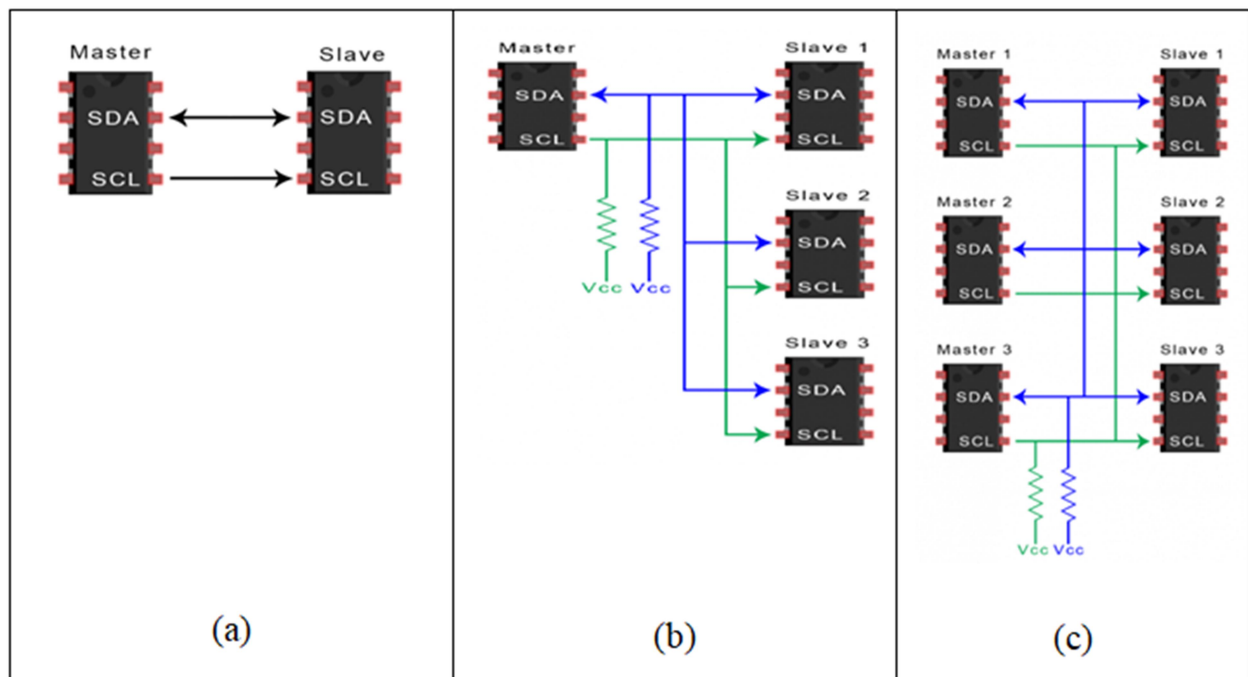 Master
Slave
SDA
SDA
SCL
SCL
(a)
Master
Slave 1
SDA
SDA
SCL
SCL
Slave 2
SDA
SCL
Vcc
Vcc
Slave 3
SDA
SCL
(b)
Master 1
Slave 1
SDA
SDA
SCL
SCL
Master 2
Slave 2
SDA
SDA
SCL
SCL
Master 3
Slave 3
SDA
SDA
SCL
SCL
Vcc
Vcc
(c)